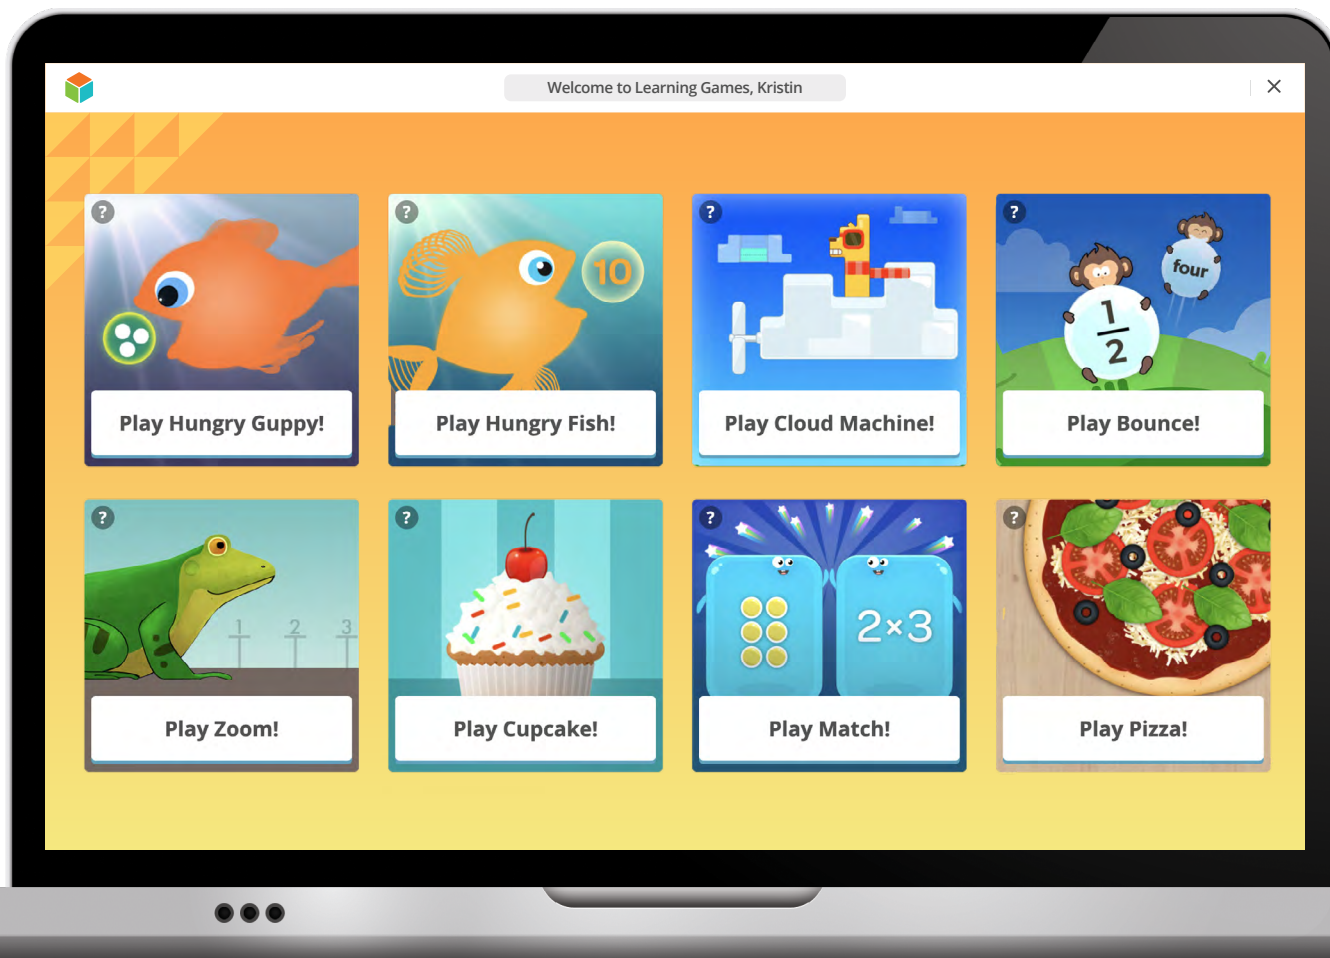 Welcome to Learning Games, Kristin
?
?
10
?
?
four
1
2
Play Hungry Guppy!
Play Hungry Fish!
Play Cloud Machine!
Play Bounce!
?
1 2 3
?
?
2×3
?
Play Zoom!
Play Cupcake!
Play Match!
Play Pizza!